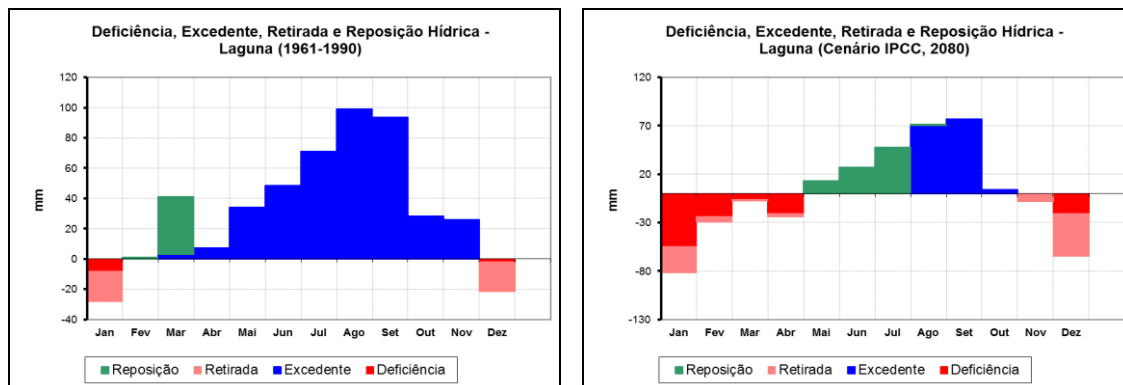 Deficiência, Excedente, Retirada e Reposição Hídrica -
Laguna (1961-1990)
120
100
80
60
40
20
0
-20
-40
mm
Jan Fev Mar Abr Mai Jun Jul Ago Set Out Nov Dez
Reposição Retirada Excedente Deficiência
Deficiência, Excedente, Retirada e Reposição Hídrica -
Laguna (Cenário IPCC, 2080)
120
70
20
-30
-80
-130
mm
Jan Fev Mar Abr Mai Jun Jul Ago Set Out Nov Dez
Reposição Retirada Excedente Deficiência